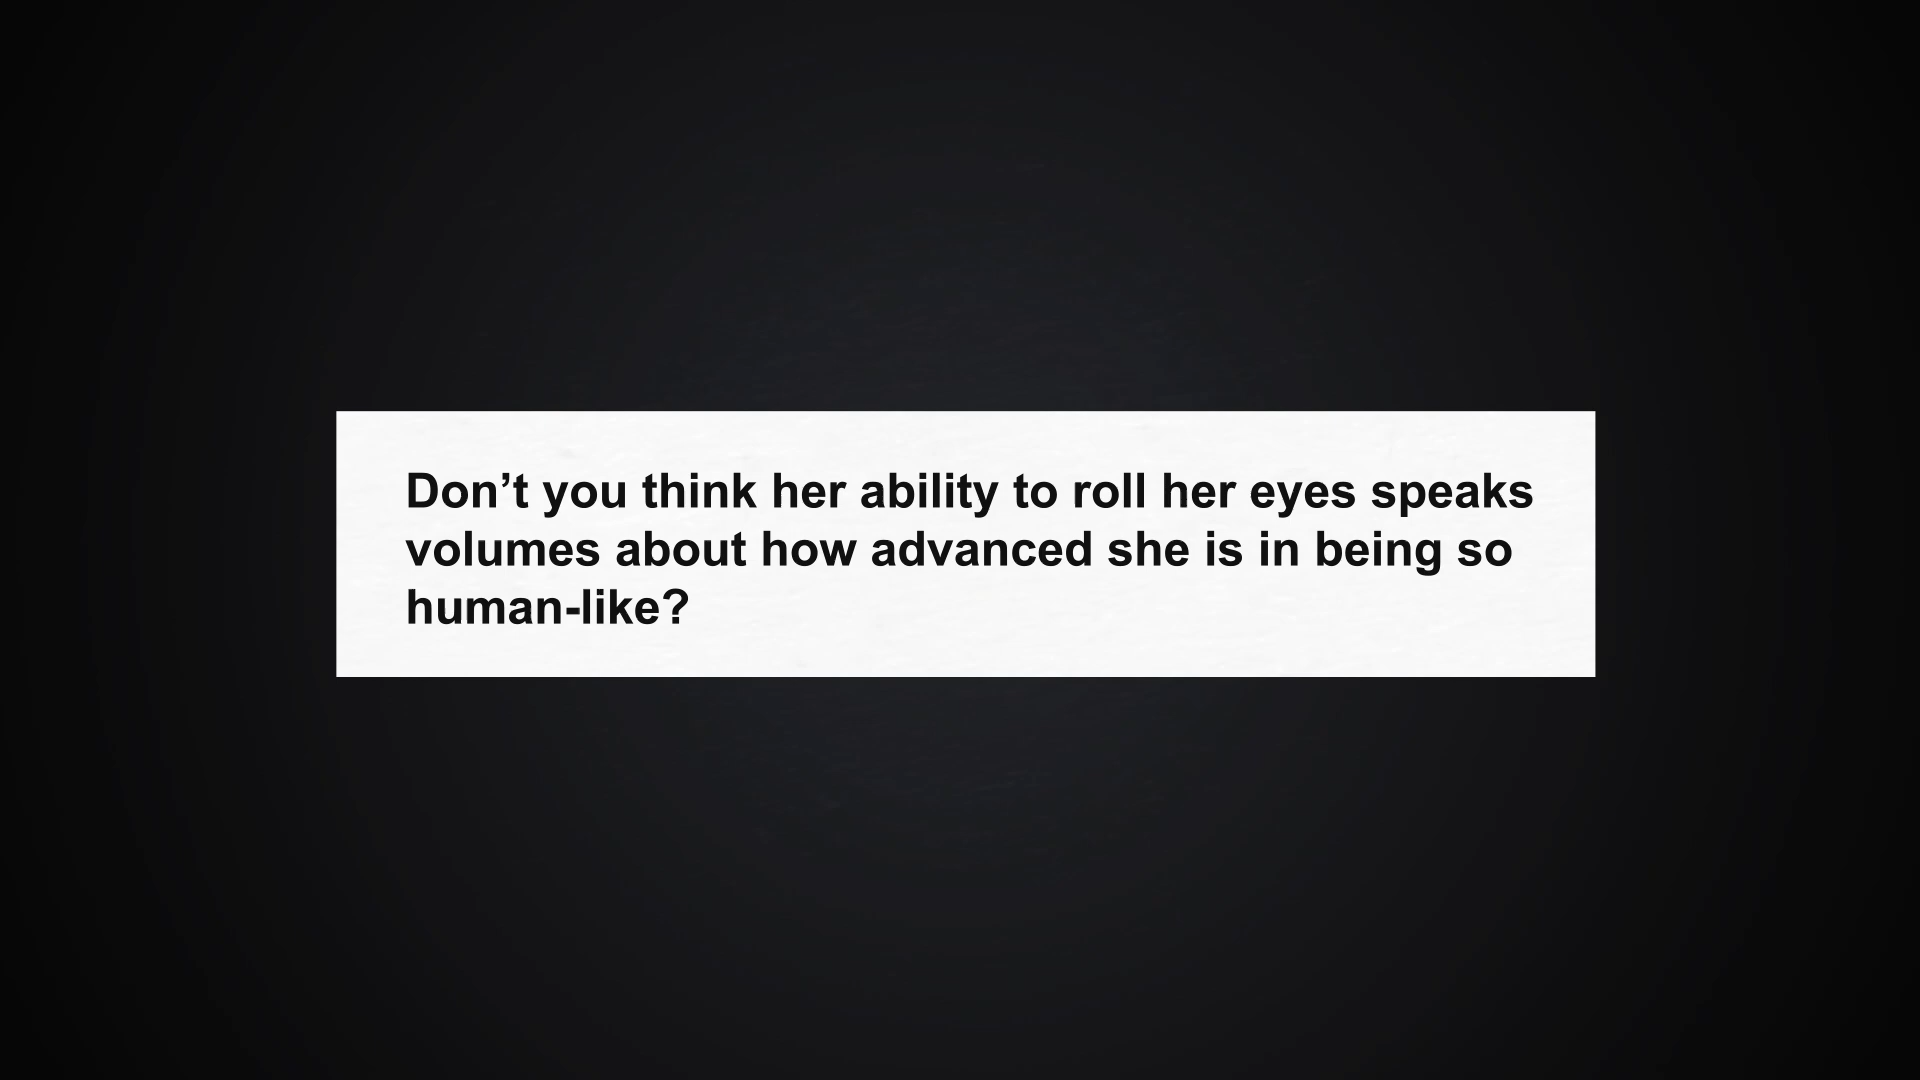 Don’t you think her ability to roll her eyes speaks
volumes about how advanced she is in being so
human-like?